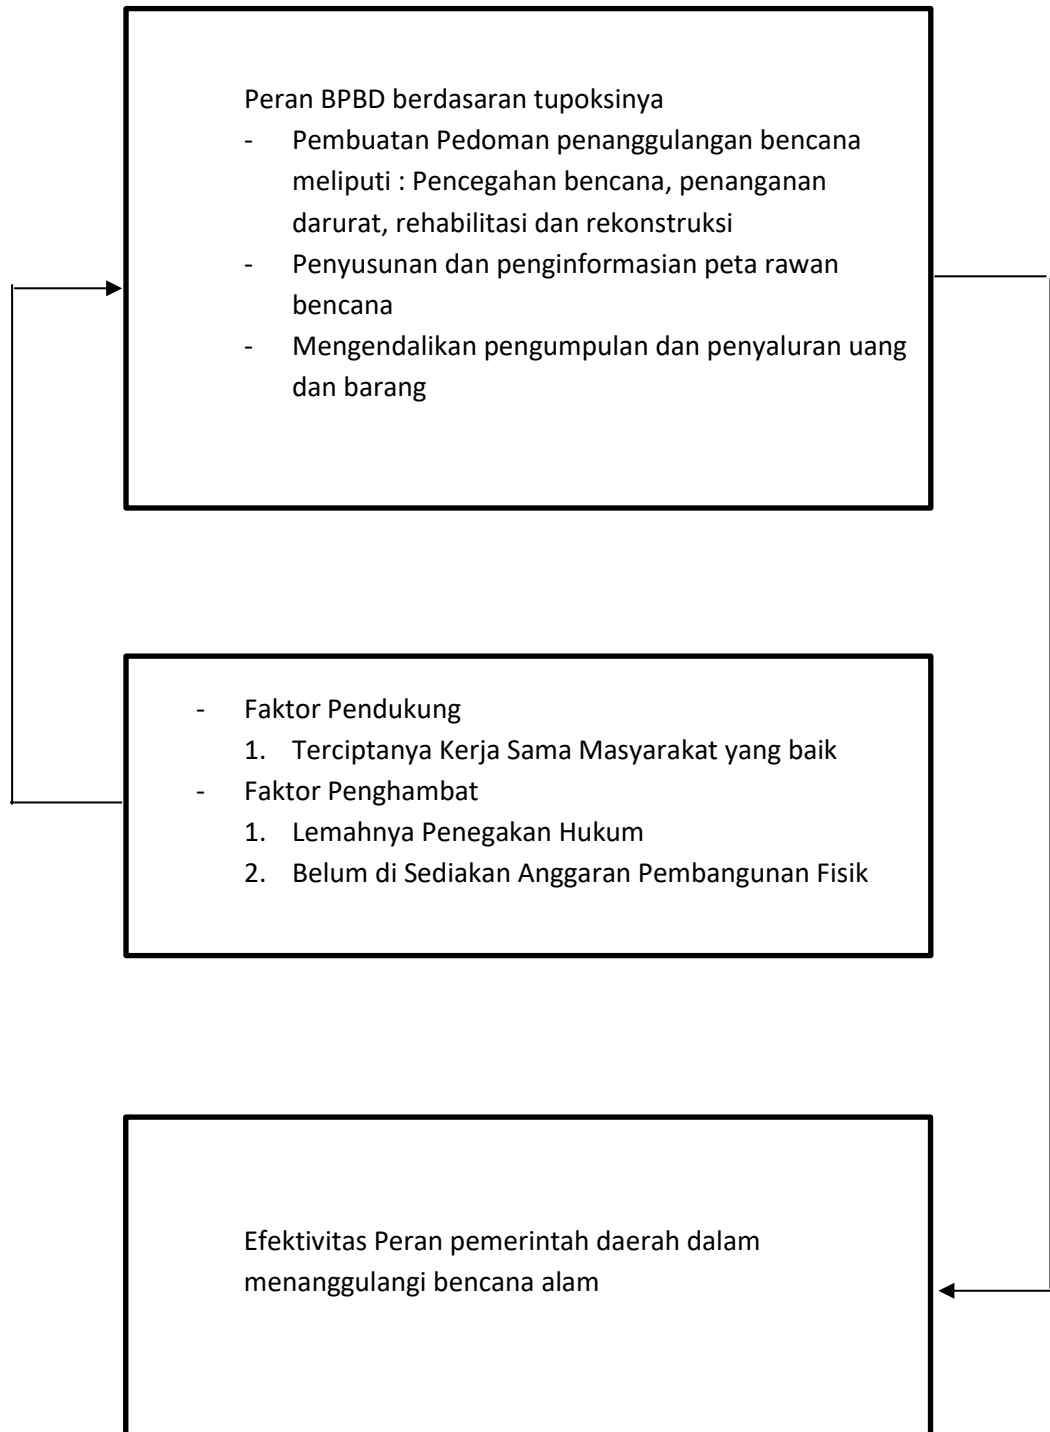 Peran BPBD berdasaran tupoksinya
- Pembuatan Pedoman penanggulangan bencana
meliputi : Pencegahan bencana, penanganan
darurat, rehabilitasi dan rekonstruksi
- Penyusunan dan penginformasian peta rawan
bencana
- Mengendalikan pengumpulan dan penyaluran uang
dan barang
- Faktor Pendukung
1. Terciptanya Kerja Sama Masyarakat yang baik
- Faktor Penghambat
1. Lemahnya Penegakan Hukum
2. Belum di Sediakan Anggaran Pembangunan Fisik
Efektivitas Peran pemerintah daerah dalam
menanggulangi bencana alam